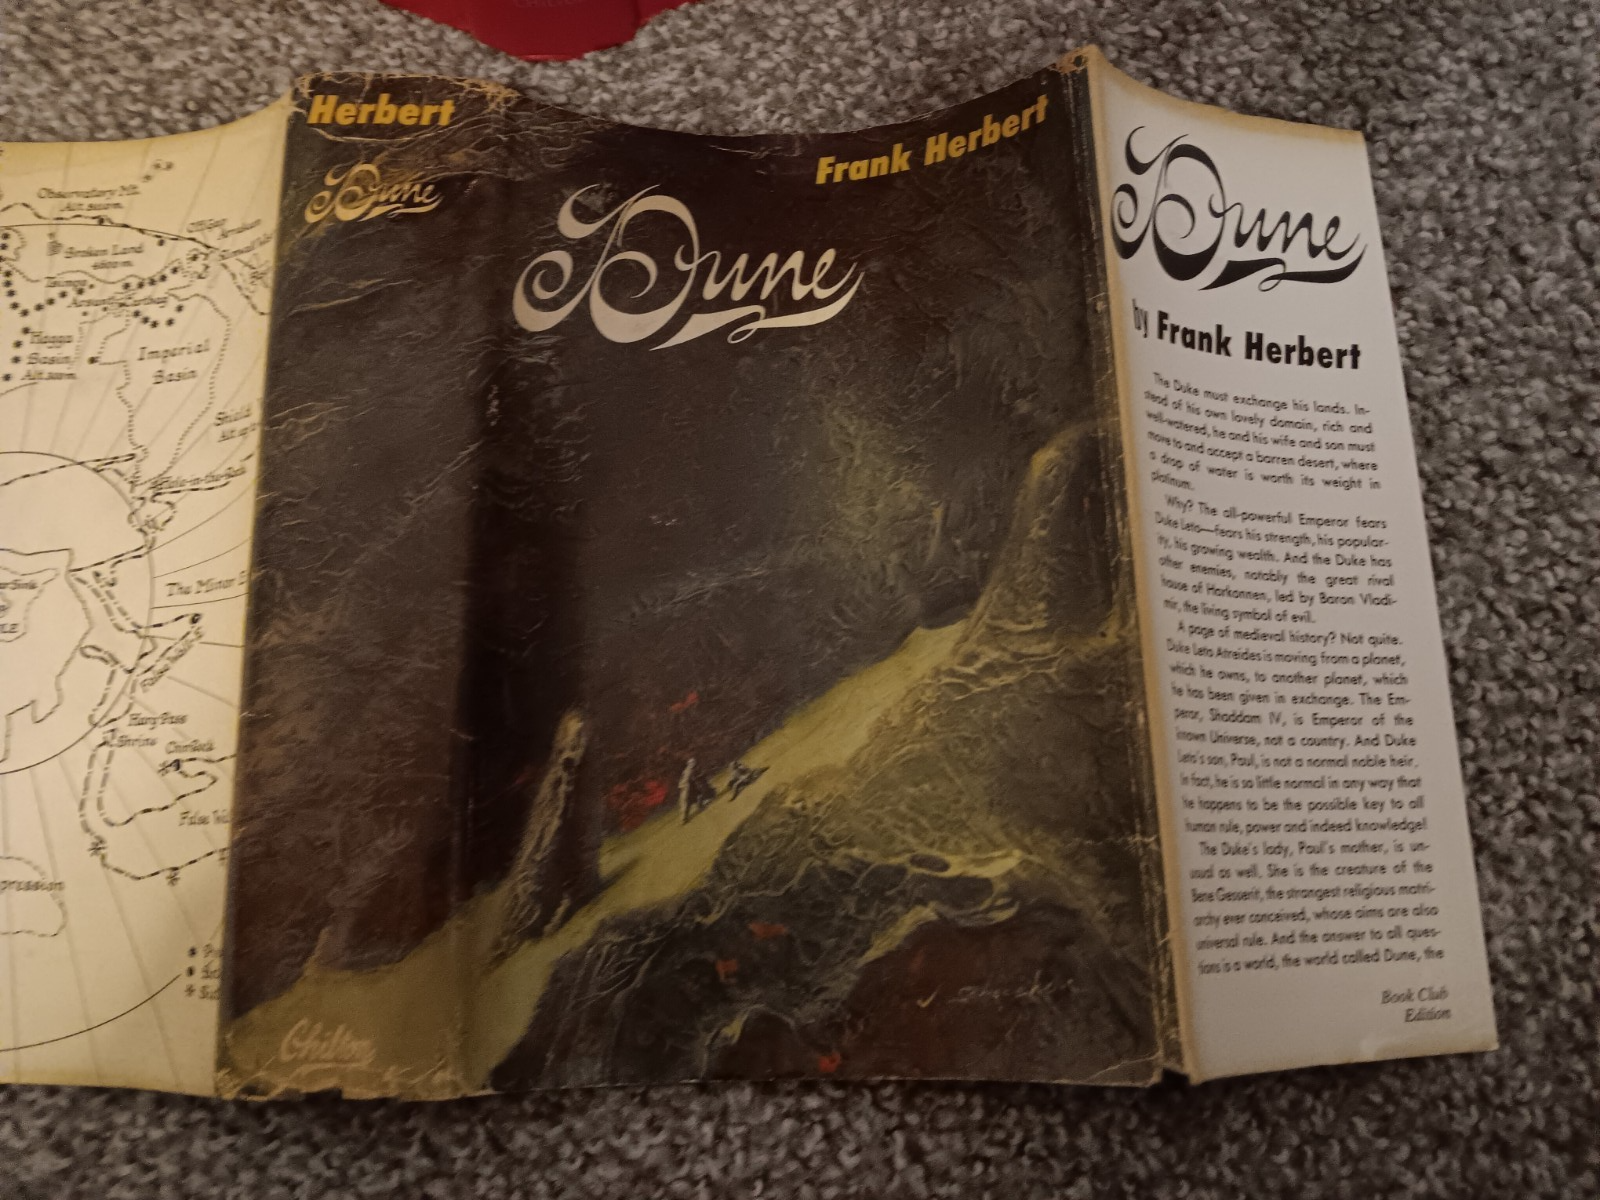 Observatory Mt.
Broken Land
Hagga
Basin
Imperial
Basin
Shield
Hole-in-the-Rock
The Minor
Harg Pass
Shrine
False
pression
Herbert
Dune
Chilton
Frank Herbert
Dune
Dune
by Frank Herbert
The Duke must exchange his lands. In-
stead of his own lovely domain, rich and
well-watered, he and his wife and son must
move to and accept a barren desert, where
a drop of water is worth its weight in
platinum.
Why? The all-powerful Emperor fears
Duke Leto—fears his strength, his popular-
ity, his growing wealth. And the Duke has
other enemies, notably the great rival
house of Harkonnen, led by Baron Vladi-
mir, the living symbol of evil.
A page of medieval history? Not quite.
Duke Leto Atreides is moving from a planet,
which he owns, to another planet, which
he has been given in exchange. The Em-
peror, Shaddam IV, is Emperor of the
known Universe, not a country. And Duke
Leto's son, Paul, is not a normal noble heir.
In fact, he is so little normal in any way that
he happens to be the possible key to all
human rule, power and indeed knowledge!
The Duke's lady, Paul's mother, is un-
usual as well. She is the creature of the
Bene Gesserit, the strangest religious matri-
archy ever conceived, whose aims are also
universal rule. And the answer to all ques-
tions is a world, the world called Dune, the
Book Club
Edition